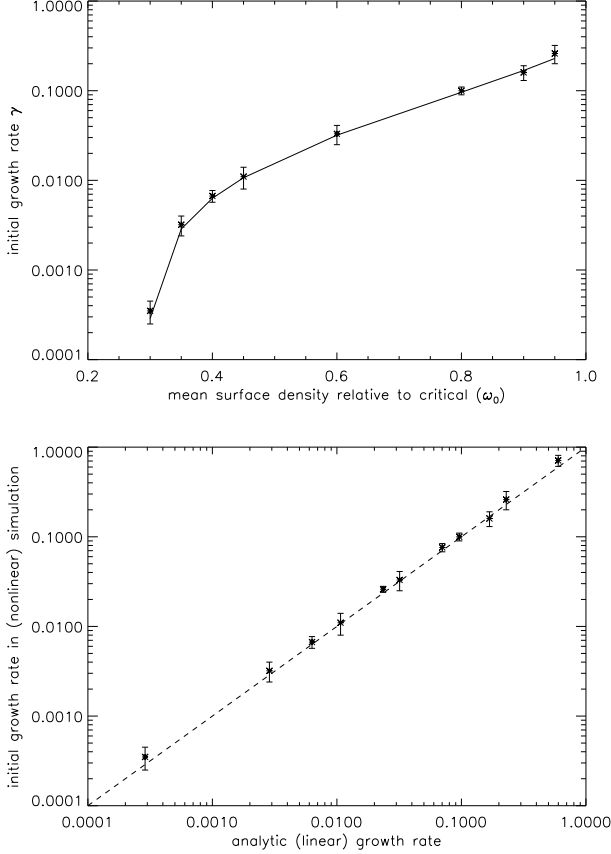 initial growth rate γ
1.0000
0.1000
0.0100
0.0010
0.0001
0.2 0.4 0.6 0.8 1.0
mean surface density relative to critical (ω₀)
initial growth rate in (nonlinear) simulation
1.0000
0.1000
0.0100
0.0010
0.0001
0.0001 0.0010 0.0100 0.1000 1.0000
analytic (linear) growth rate